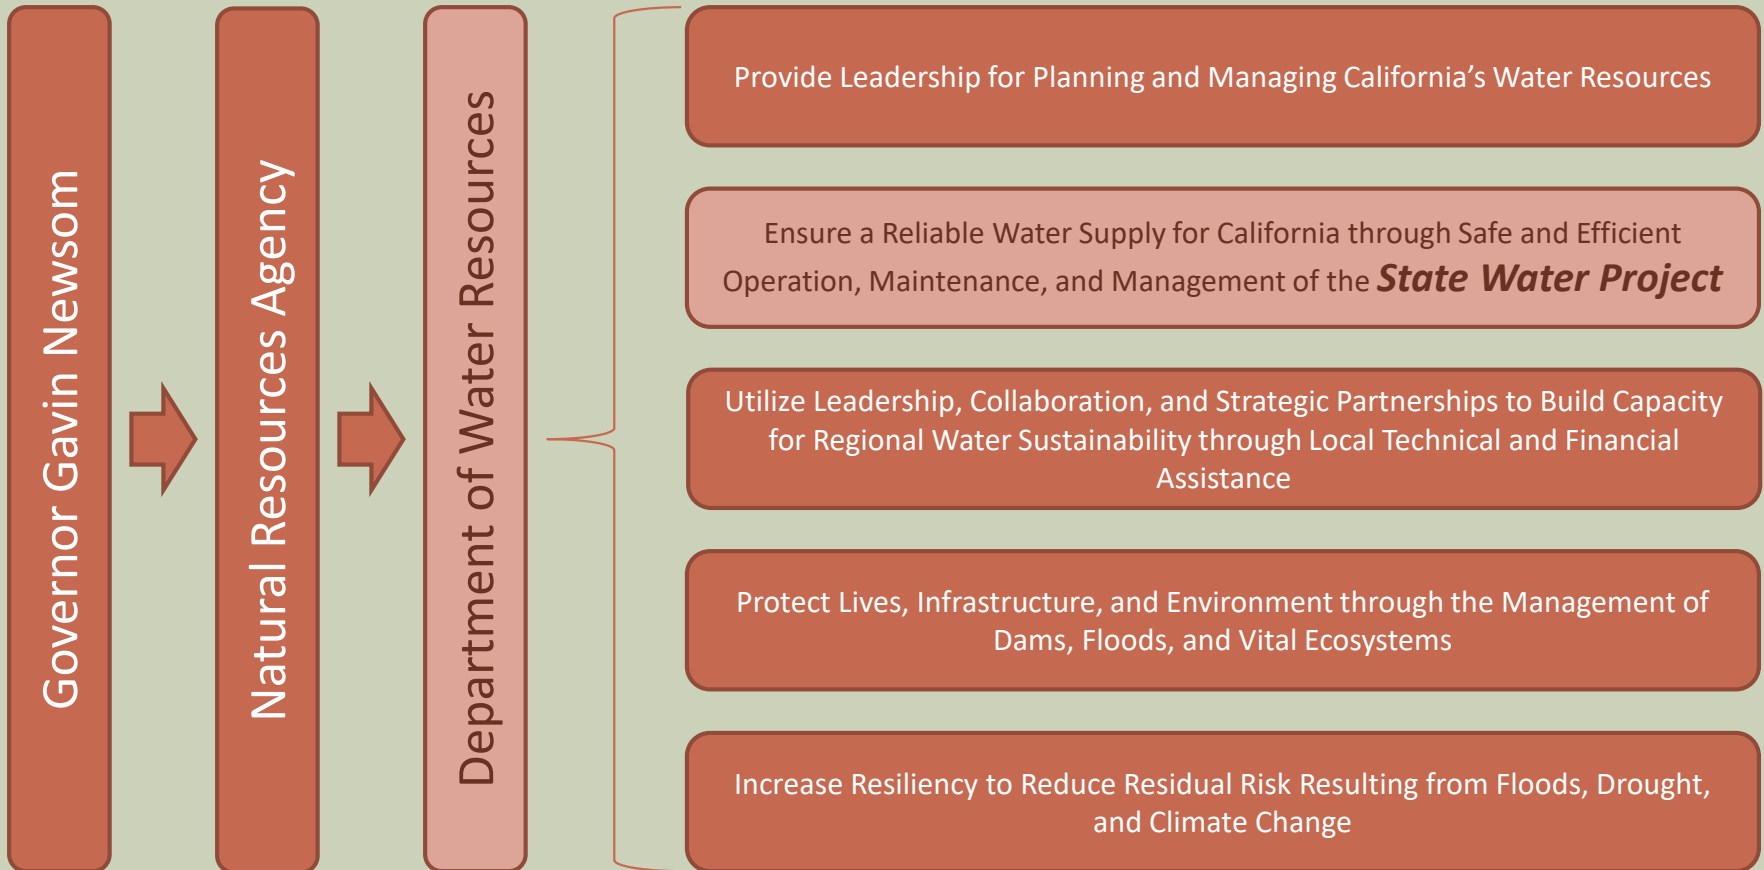 Governor Gavin Newsom
Natural Resources Agency
Department of Water Resources
Provide Leadership for Planning and Managing California’s Water Resources
Ensure a Reliable Water Supply for California through Safe and Efficient
Operation, Maintenance, and Management of the State Water Project
Utilize Leadership, Collaboration, and Strategic Partnerships to Build Capacity
for Regional Water Sustainability through Local Technical and Financial
Assistance
Protect Lives, Infrastructure, and Environment through the Management of
Dams, Floods, and Vital Ecosystems
Increase Resiliency to Reduce Residual Risk Resulting from Floods, Drought,
and Climate Change